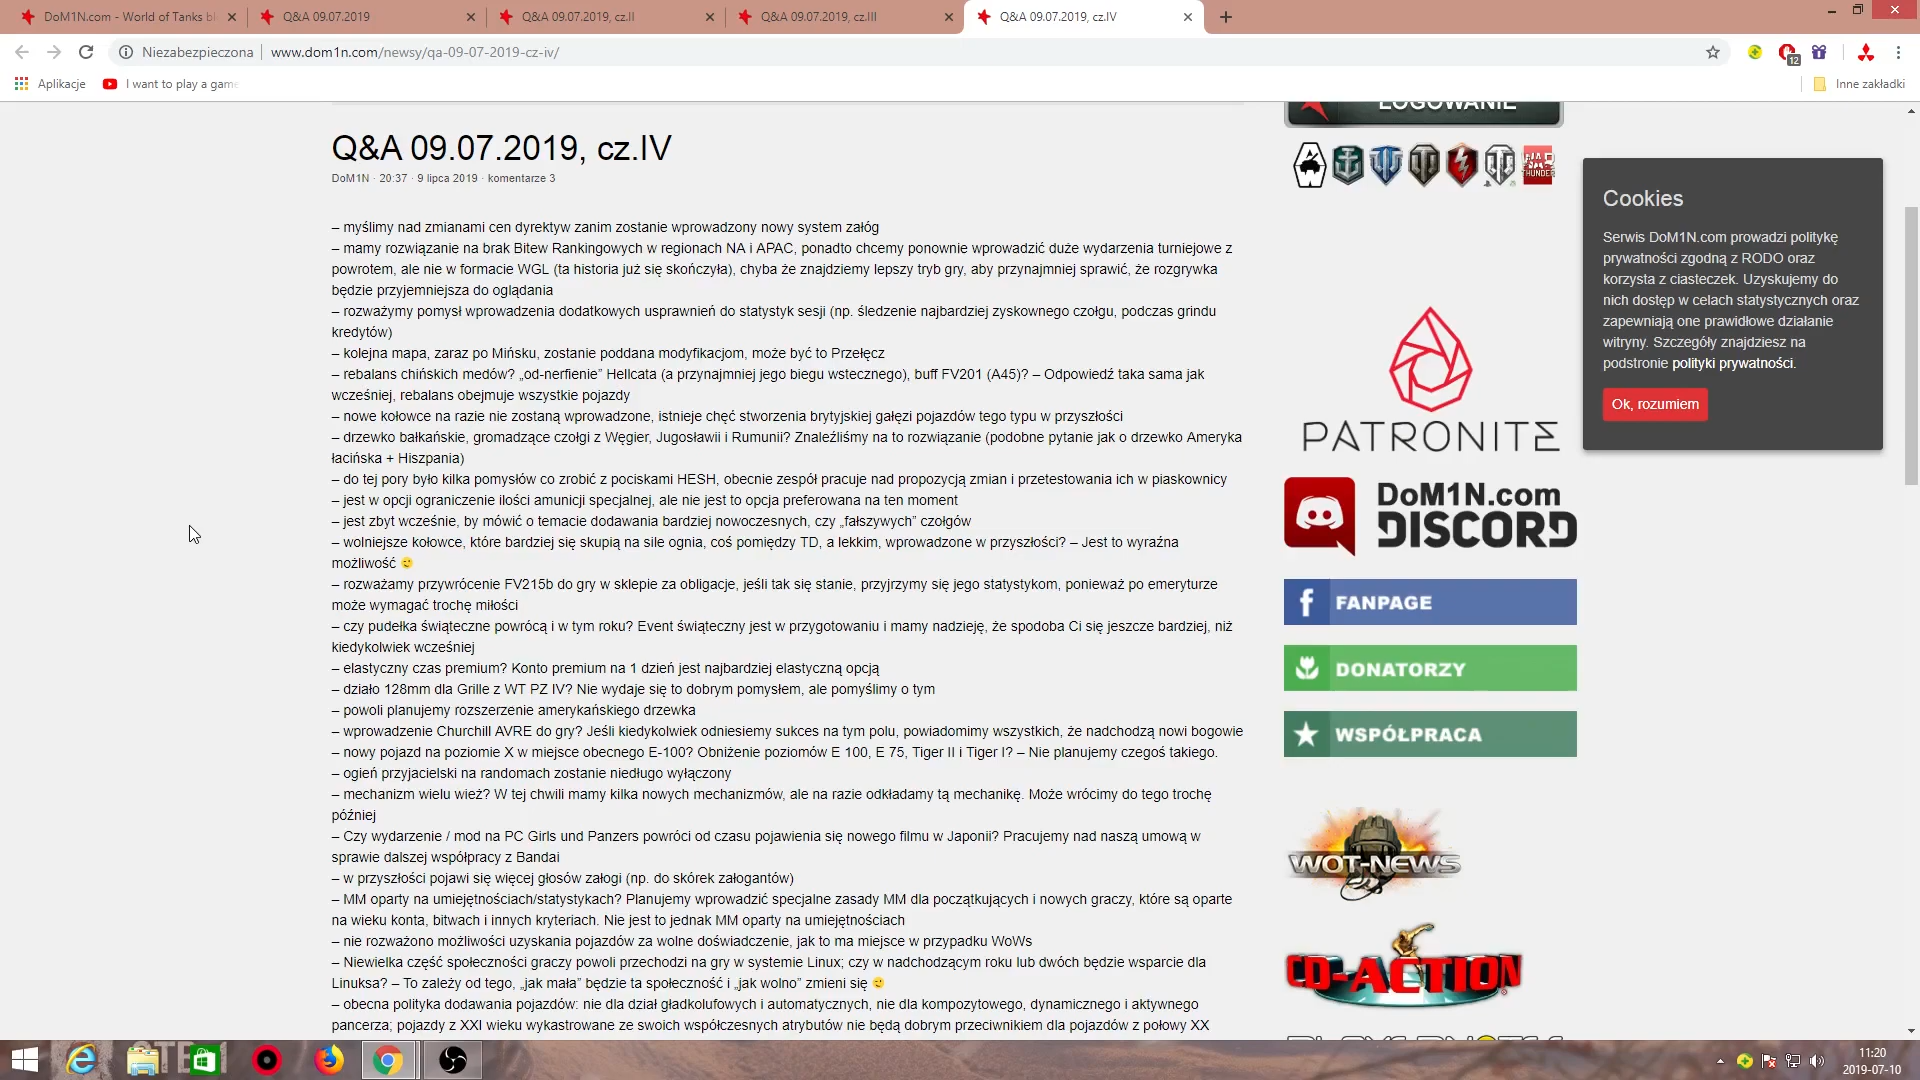 DoM1N.com - World of Tanks bl
Q&A 09.07.2019
Q&A 09.07.2019, cz.II
Q&A 09.07.2019, cz.III
Q&A 09.07.2019, cz.IV
Niezabezpieczona
www.dom1n.com/newsy/qa-09-07-2019-cz-iv/
12
Aplikacje
I want to play a game
Inne zakładki
LOGOWANIE
Q&A 09.07.2019, cz.IV
DoM1N · 20:37 · 9 lipca 2019 · komentarze 3
– myślimy nad zmianami cen dyrektyw zanim zostanie wprowadzony nowy system załóg
– mamy rozwiązanie na brak Bitew Rankingowych w regionach NA i APAC, ponadto chcemy ponownie wprowadzić duże wydarzenia turniejowe z
powrotem, ale nie w formacie WGL (ta historia już się skończyła), chyba że znajdziemy lepszy tryb gry, aby przynajmniej sprawić, że rozgrywka
będzie przyjemniejsza do oglądania
– rozważymy pomysł wprowadzenia dodatkowych usprawnień do statystyk sesji (np. śledzenie najbardziej zyskownego czołgu, podczas grindu
kredytów)
– kolejna mapa, zaraz po Mińsku, zostanie poddana modyfikacjom, może być to Przełęcz
– rebalans chińskich medów? „od-nerfienie” Hellcata (a przynajmniej jego biegu wstecznego), buff FV201 (A45)? – Odpowiedź taka sama jak
wcześniej, rebalans obejmuje wszystkie pojazdy
– nowe kołowce na razie nie zostaną wprowadzone, istnieje chęć stworzenia brytyjskiej gałęzi pojazdów tego typu w przyszłości
– drzewko bałkańskie, gromadzące czołgi z Węgier, Jugosławii i Rumunii? Znaleźliśmy na to rozwiązanie (podobne pytanie jak o drzewko Ameryka
łacińska + Hiszpania)
– do tej pory było kilka pomysłów co zrobić z pociskami HESH, obecnie zespół pracuje nad propozycją zmian i przetestowania ich w piaskownicy
– jest w opcji ograniczenie ilości amunicji specjalnej, ale nie jest to opcja preferowana na ten moment
– jest zbyt wcześnie, by mówić o temacie dodawania bardziej nowoczesnych, czy „fałszywych” czołgów
– wolniejsze kołowce, które bardziej się skupią na sile ognia, coś pomiędzy TD, a lekkim, wprowadzone w przyszłości? – Jest to wyraźna
możliwość 😉
– rozważamy przywrócenie FV215b do gry w sklepie za obligacje, jeśli tak się stanie, przyjrzymy się jego statystykom, ponieważ po emeryturze
może wymagać trochę miłości
– czy pudełka świąteczne powrócą i w tym roku? Event świąteczny jest w przygotowaniu i mamy nadzieję, że spodoba Ci się jeszcze bardziej, niż
kiedykolwiek wcześniej
– elastyczny czas premium? Konto premium na 1 dzień jest najbardziej elastyczną opcją
– działo 128mm dla Grille z WT PZ IV? Nie wydaje się to dobrym pomysłem, ale pomyślimy o tym
– powoli planujemy rozszerzenie amerykańskiego drzewka
– wprowadzenie Churchill AVRE do gry? Jeśli kiedykolwiek odniesiemy sukces na tym polu, powiadomimy wszystkich, że nadchodzą nowi bogowie
– nowy pojazd na poziomie X w miejsce obecnego E-100? Obniżenie poziomów E 100, E 75, Tiger II i Tiger I? – Nie planujemy czegoś takiego.
– ogień przyjacielski na randomach zostanie niedługo wyłączony
– mechanizm wielu wież? W tej chwili mamy kilka nowych mechanizmów, ale na razie odkładamy tą mechanikę. Może wrócimy do tego trochę
później
– Czy wydarzenie / mod na PC Girls und Panzers powróci od czasu pojawienia się nowego filmu w Japonii? Pracujemy nad naszą umową w
sprawie dalszej współpracy z Bandai
– w przyszłości pojawi się więcej głosów załogi (np. do skórek załogantów)
– MM oparty na umiejętnościach/statystykach? Planujemy wprowadzić specjalne zasady MM dla początkujących i nowych graczy, które są oparte
na wieku konta, bitwach i innych kryteriach. Nie jest to jednak MM oparty na umiejętnościach
– nie rozważono możliwości uzyskania pojazdów za wolne doświadczenie, jak to ma miejsce w przypadku WoWs
– Niewielka część społeczności graczy powoli przechodzi na gry w systemie Linux; czy w nadchodzącym roku lub dwóch będzie wsparcie dla
Linuksa? – To zależy od tego, „jak mała” będzie ta społeczność i „jak wolno” zmieni się 😉
– obecna polityka dodawania pojazdów: nie dla dział gładkolufowych i automatycznych, nie dla kompozytowego, dynamicznego i aktywnego
pancerza; pojazdy z XXI wieku wykastrowane ze swoich współczesnych atrybutów nie będą dobrym przeciwnikiem dla pojazdów z połowy XX
PATRONITE
DoM1N.com
DISCORD
FANPAGE
DONATORZY
WSPÓŁPRACA
WOT-NEWS
CD-ACTION
Cookies
Serwis DoM1N.com prowadzi politykę
prywatności zgodną z RODO oraz
korzysta z ciasteczek. Uzyskujemy do
nich dostęp w celach statystycznych oraz
zapewniają one prawidłowe działanie
witryny. Szczegóły znajdziesz na
podstronie polityki prywatności.
Ok, rozumiem
11:20
2019-07-10